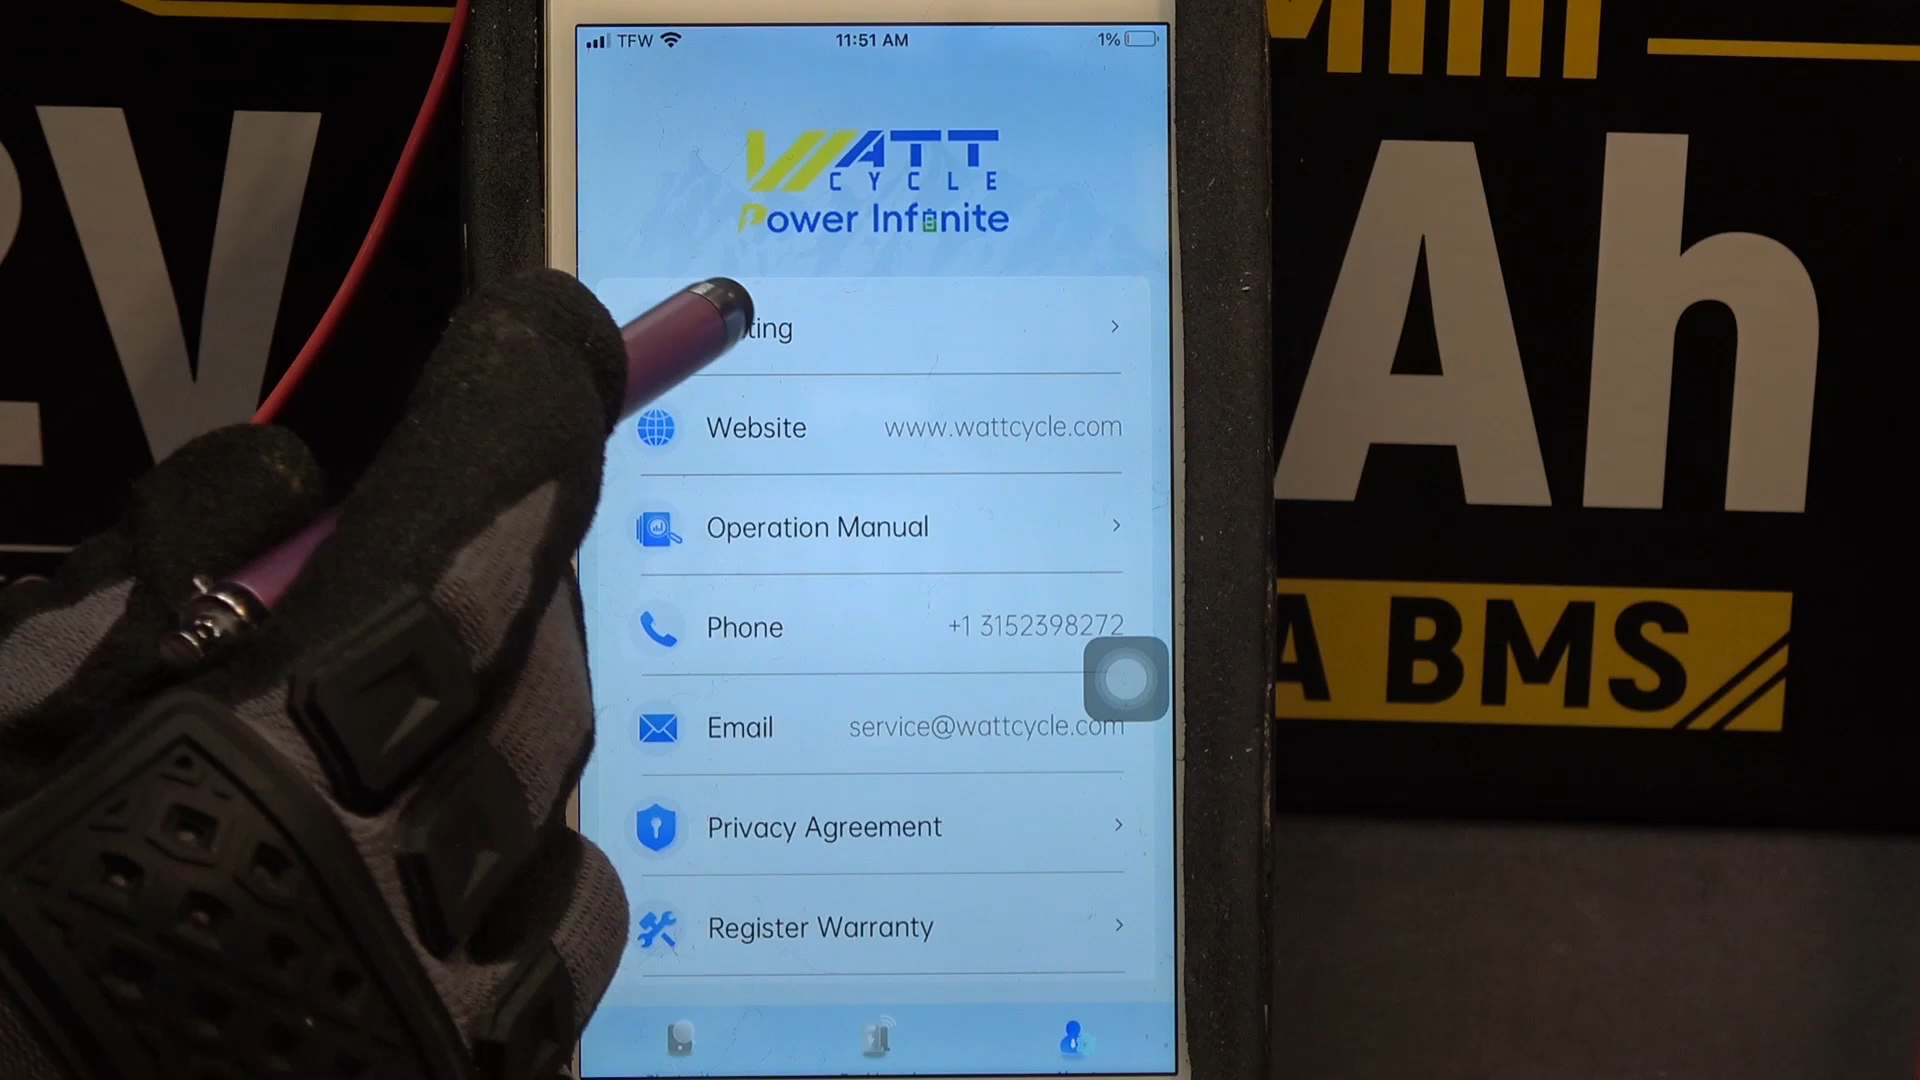 TFW 11:51 AM 1%
WATT
CYCLE
Power Infinite
ting
Website www.wattcycle.com
Operation Manual
Phone +1 3152398272
Email service@wattcycle.com
Privacy Agreement
Register Warranty
2V
Ah
A BMS